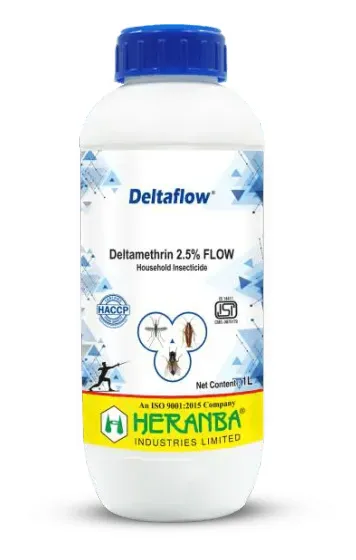 Deltaflow®
Deltamethrin 2.5% FLOW
Household Insecticide
HACCP
ISI
Net Content: 1 L
An ISO 9001:2015 Company
HERANBA®
INDUSTRIES LIMITED